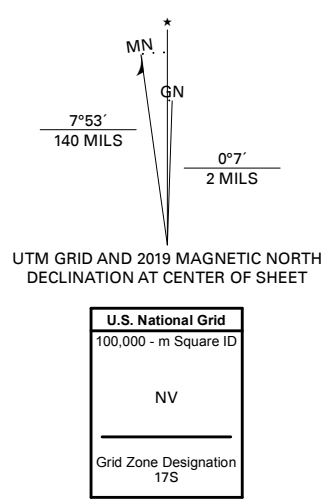 MN
GN
7°53´
140 MILS
0°7´
2 MILS
UTM GRID AND 2019 MAGNETIC NORTH
DECLINATION AT CENTER OF SHEET
U.S. National Grid
100,000 - m Square ID
NV
Grid Zone Designation
17S